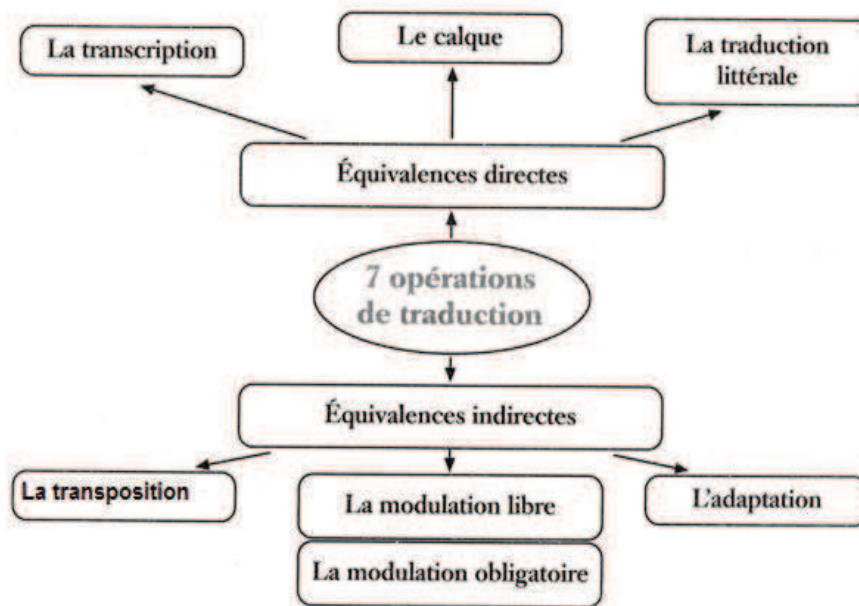 La transcription
Le calque
La traduction
littérale
Équivalences directes
7 opérations
de traduction
Équivalences indirectes
La transposition
La modulation libre
La modulation obligatoire
L'adaptation